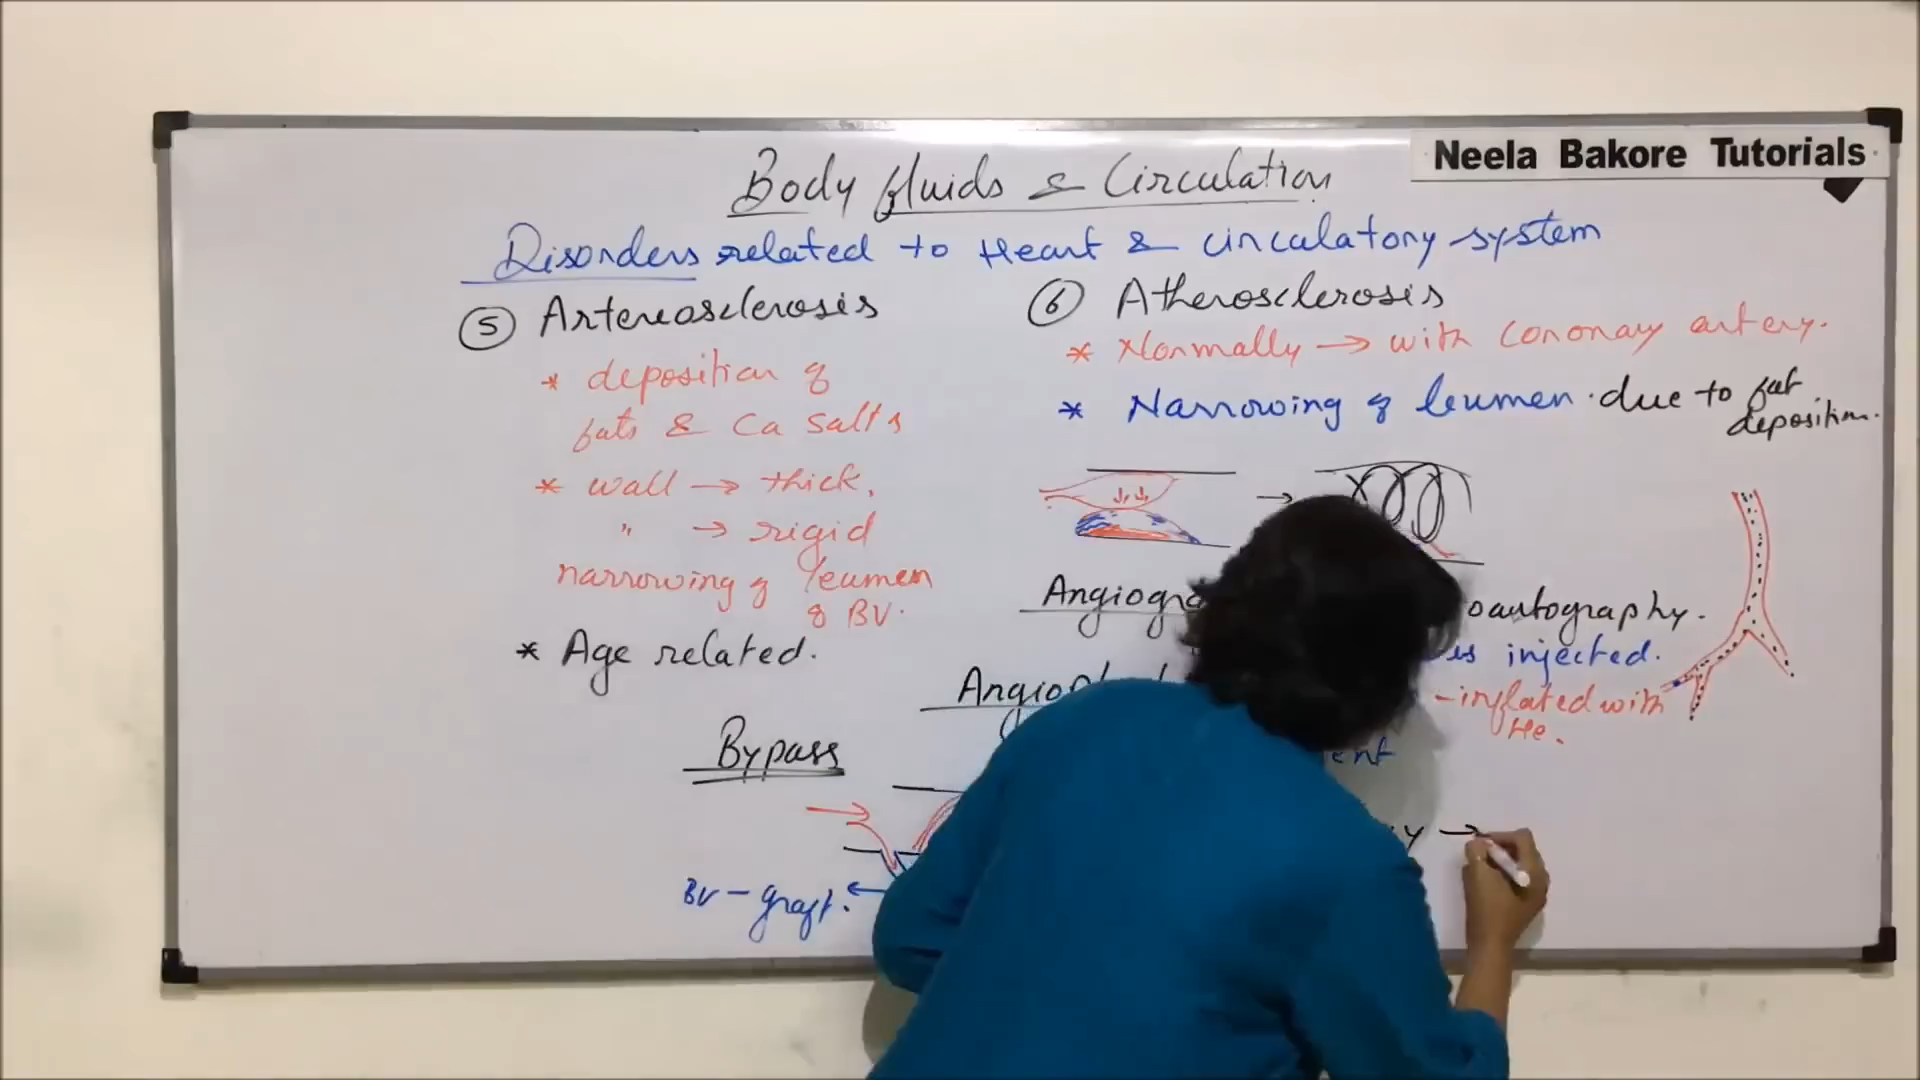 Neela Bakore Tutorials
Body fluids & Circulation
Disorders related to Heart & circulatory system
⑤ Artereosclerosis
* deposition of
fats & Ca salts
* wall → thick.
" → rigid
narrowing of leumen
of BV.
* Age related.
⑥ Atherosclerosis
* Normally → with coronay artery.
* Narrowing of leumen. due to fat
deposition.
→
Angiogra
oautography.
is injected.
Angiopl
-inflated with
He.
ent
Bypass
y →
BV - graft. ←